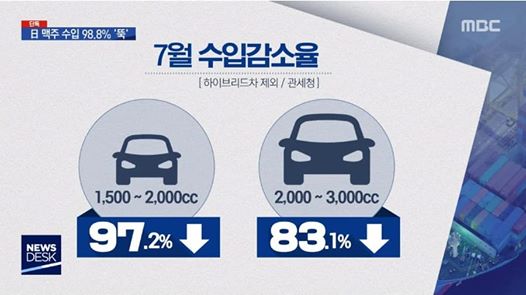 단독
日 맥주 수입 98.8% '뚝'
MBC
7월 수입감소율
[ 하이브리드차 제외 / 관세청 ]
1,500 ~ 2,000cc
97.2%
2,000 ~ 3,000cc
83.1%
NEWS
DESK